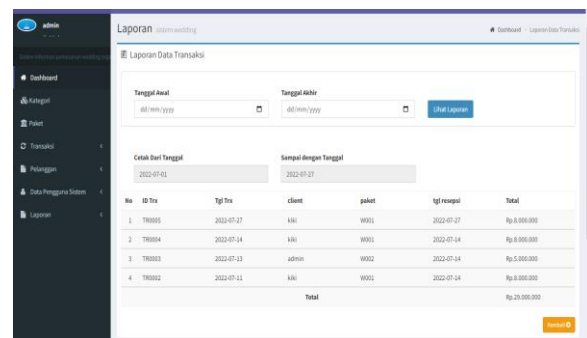 admin
Laporan sistem wedding
Dashboard > Laporan Data Transaksi
Sistem Informasi pemesanan wedding
Laporan Data Transaksi
Dashboard
Kategori
Paket
Transaksi
Pelanggan
Data Pengguna Sistem
Laporan
Tanggal Awal Tanggal Akhir
dd/mm/yyyy dd/mm/yyyy Lihat Laporan
Cetak Dari Tanggal Sampai dengan Tanggal
2022-07-01 2022-07-27
No ID Trx Tgl Trx client paket tgl resepsi Total
1 TR0005 2022-07-27 kiki W001 2022-07-27 Rp.8.000.000
2 TR0004 2022-07-14 kiki W001 2022-07-14 Rp.8.000.000
3 TR0003 2022-07-13 admin W002 2022-07-14 Rp.5.000.000
4 TR0002 2022-07-11 kiki W001 2022-07-14 Rp.8.000.000
Total Rp.29.000.000
Kembali